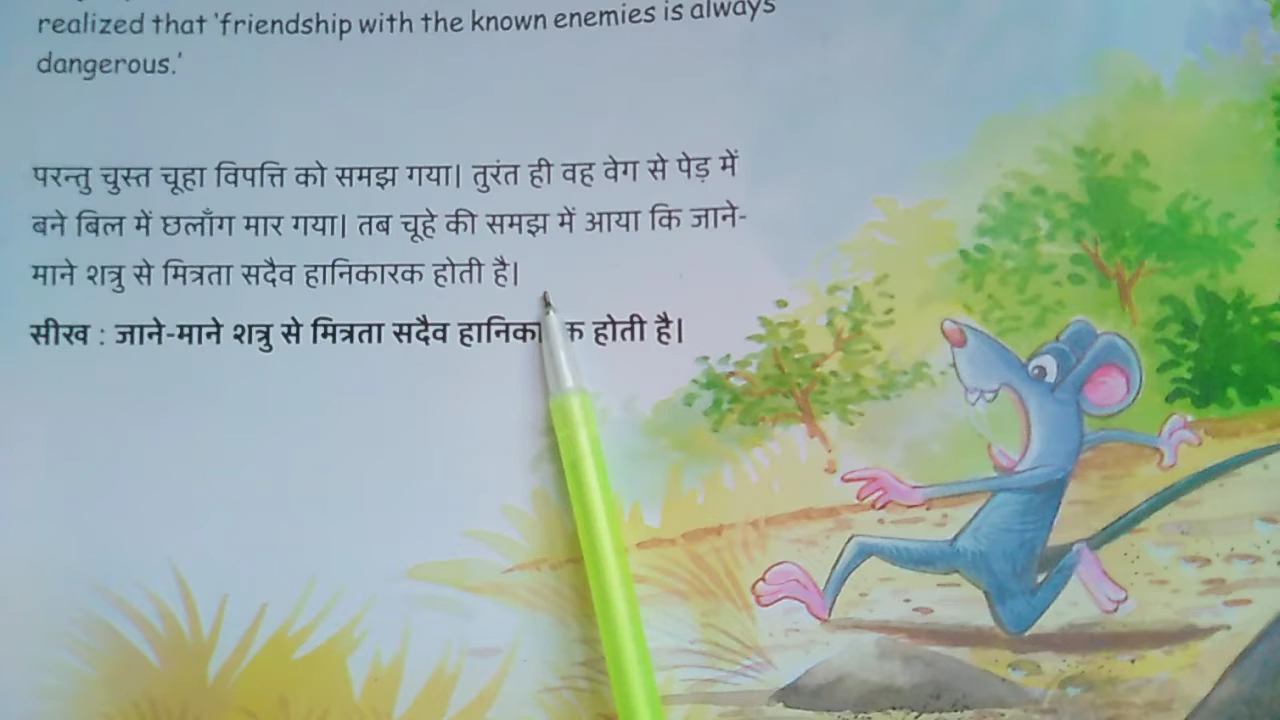 realized that 'friendship with the known enemies is always
dangerous.'
परन्तु चुस्त चूहा विपत्ति को समझ गया। तुरंत ही वह वेग से पेड़ में
बने बिल में छलाँग मार गया। तब चूहे की समझ में आया कि जाने-
माने शत्रु से मित्रता सदैव हानिकारक होती है।
सीख : जाने-माने शत्रु से मित्रता सदैव हानिकारक होती है।